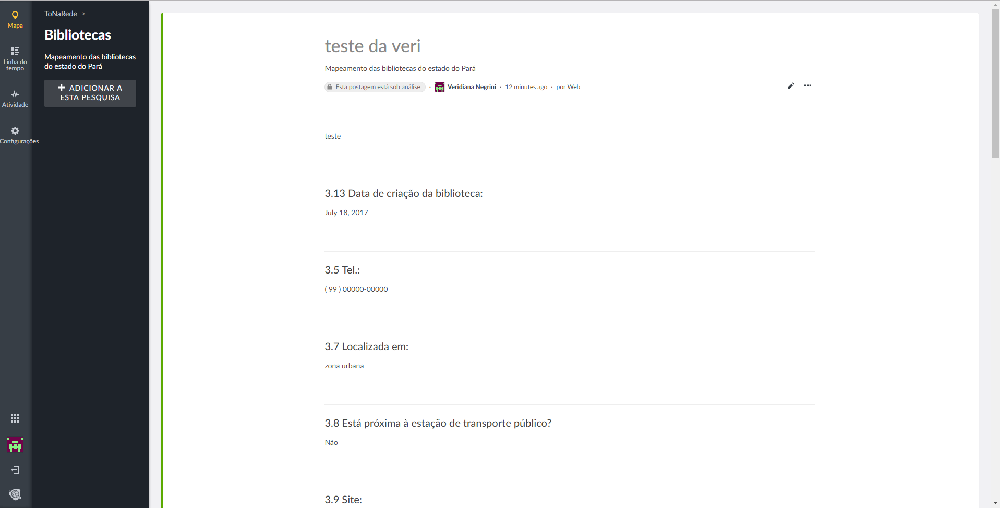 Mapa
Linha do
tempo
Atividade
Configurações
ToNaRede >
Bibliotecas
Mapeamento das bibliotecas
do estado do Pará
ADICIONAR A
ESTA PESQUISA
teste da veri
Mapeamento das bibliotecas do estado do Pará
Esta postagem está sob análise · Veridiana Negrini · 12 minutes ago · por Web
teste
3.13 Data de criação da biblioteca:
July 18, 2017
3.5 Tel.:
( 99 ) 00000-00000
3.7 Localizada em:
zona urbana
3.8 Está próxima à estação de transporte público?
Não
3.9 Site: